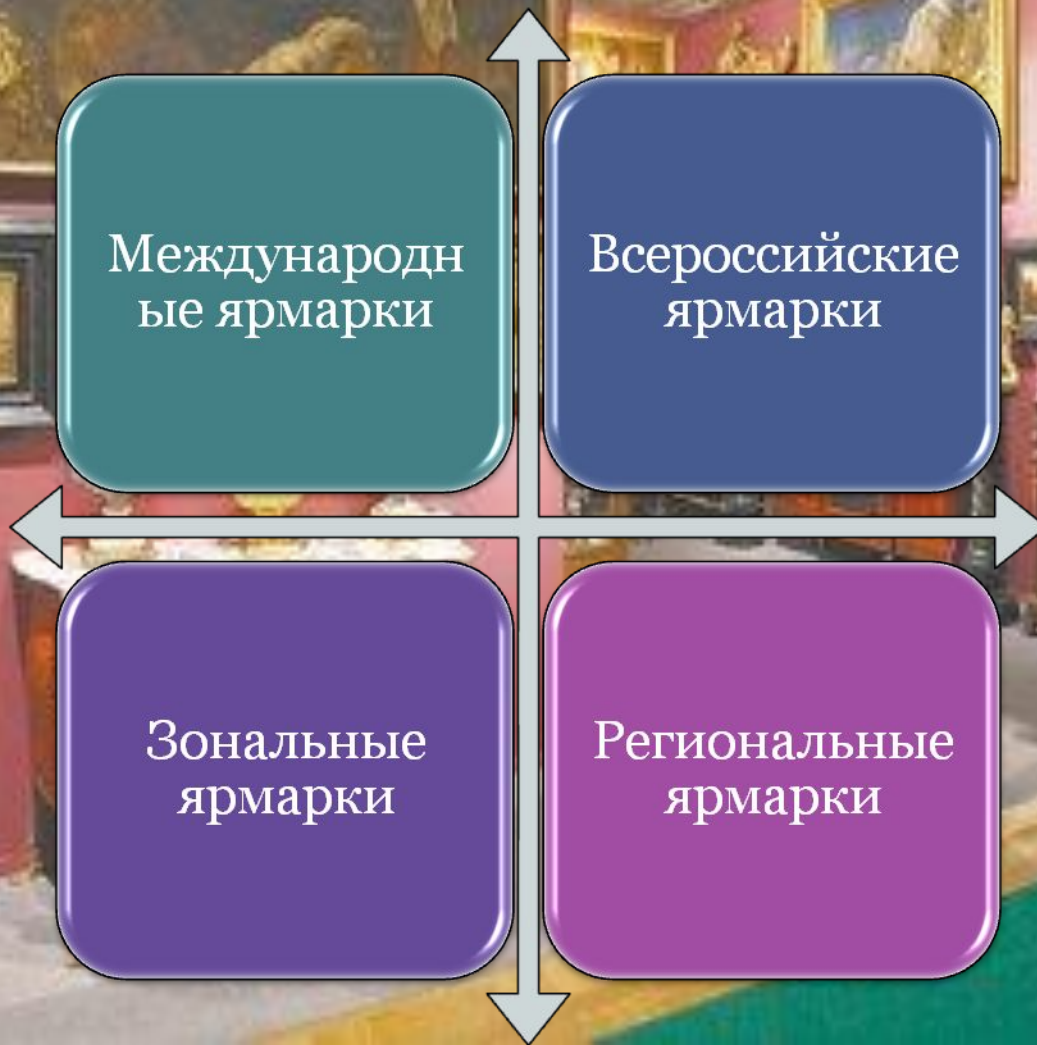 Международн
ые ярмарки
Всероссийские
ярмарки
Зональные
ярмарки
Региональные
ярмарки